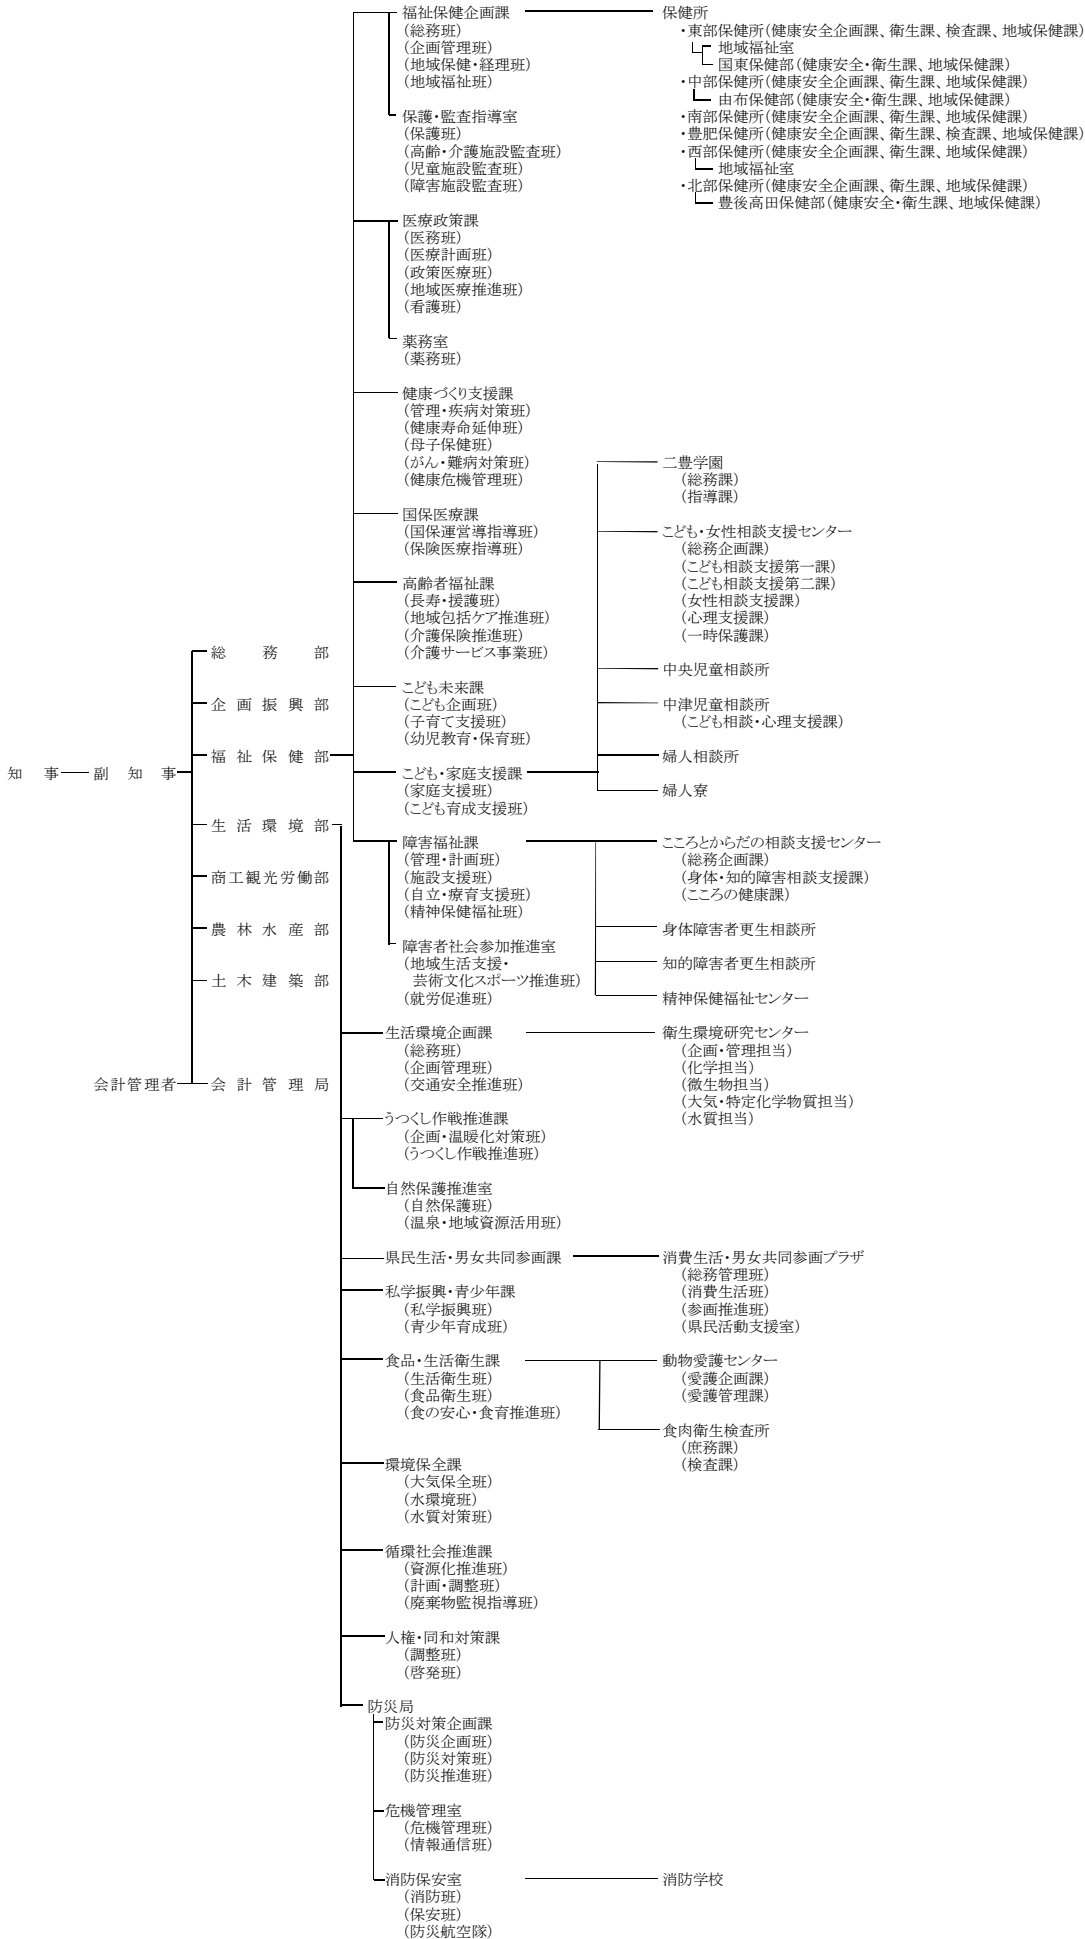 知　事
副　知　事
会計管理者
総　務　部
企画振興部
福祉保健部
生活環境部
商工観光労働部
農林水産部
土木建築部
会計管理局
福祉保健企画課
(総務班)
(企画管理班)
(地域保健・経理班)
(地域福祉班)
保護・監査指導室
(保護班)
(高齢・介護施設監査班)
(児童施設監査班)
(障害施設監査班)
医療政策課
(医務班)
(医療計画班)
(政策医療班)
(地域医療推進班)
(看護班)
薬務室
(薬務班)
健康づくり支援課
(管理・疾病対策班)
(健康寿命延伸班)
(母子保健班)
(がん・難病対策班)
(健康危機管理班)
国保医療課
(国保運営導指導班)
(保険医療指導班)
高齢者福祉課
(長寿・援護班)
(地域包括ケア推進班)
(介護保険推進班)
(介護サービス事業班)
こども未来課
(こども企画班)
(子育て支援班)
(幼児教育・保育班)
こども・家庭支援課
(家庭支援班)
(こども育成支援班)
障害福祉課
(管理・計画班)
(施設支援班)
(自立・療育支援班)
(精神保健福祉班)
障害者社会参加推進室
(地域生活支援・
芸術文化スポーツ推進班)
(就労促進班)
生活環境企画課
(総務班)
(企画管理班)
(交通安全推進班)
うつくし作戦推進課
(企画・温暖化対策班)
(うつくし作戦推進班)
自然保護推進室
(自然保護班)
(温泉・地域資源活用班)
県民生活・男女共同参画課
私学振興・青少年課
(私学振興班)
(青少年育成班)
食品・生活衛生課
(生活衛生班)
(食品衛生班)
(食の安心・食育推進班)
環境保全課
(大気保全班)
(水環境班)
(水質対策班)
循環社会推進課
(資源化推進班)
(計画・調整班)
(廃棄物監視指導班)
人権・同和対策課
(調整班)
(啓発班)
防災局
防災対策企画課
(防災企画班)
(防災対策班)
(防災推進班)
危機管理室
(危機管理班)
(情報通信班)
消防保安室
(消防班)
(保安班)
(防災航空隊)
保健所
・東部保健所(健康安全企画課、衛生課、検査課、地域保健課)
地域福祉室
国東保健部(健康安全・衛生課、地域保健課)
・中部保健所(健康安全企画課、衛生課、地域保健課)
由布保健部(健康安全・衛生課、地域保健課)
・南部保健所(健康安全企画課、衛生課、地域保健課)
・豊肥保健所(健康安全企画課、衛生課、検査課、地域保健課)
・西部保健所(健康安全企画課、衛生課、地域保健課)
地域福祉室
・北部保健所(健康安全企画課、衛生課、地域保健課)
豊後高田保健部(健康安全・衛生課、地域保健課)
二豊学園
(総務課)
(指導課)
こども・女性相談支援センター
(総務企画課)
(こども相談支援第一課)
(こども相談支援第二課)
(女性相談支援課)
(心理支援課)
(一時保護課)
中央児童相談所
中津児童相談所
(こども相談・心理支援課)
婦人相談所
婦人寮
こころとからだの相談支援センター
(総務企画課)
(身体・知的障害相談支援課)
(こころの健康課)
身体障害者更生相談所
知的障害者更生相談所
精神保健福祉センター
衛生環境研究センター
(企画・管理担当)
(化学担当)
(微生物担当)
(大気・特定化学物質担当)
(水質担当)
消費生活・男女共同参画プラザ
(総務管理班)
(消費生活班)
(参画推進班)
(県民活動支援室)
動物愛護センター
(愛護企画課)
(愛護管理課)
食肉衛生検査所
(庶務課)
(検査課)
消防学校